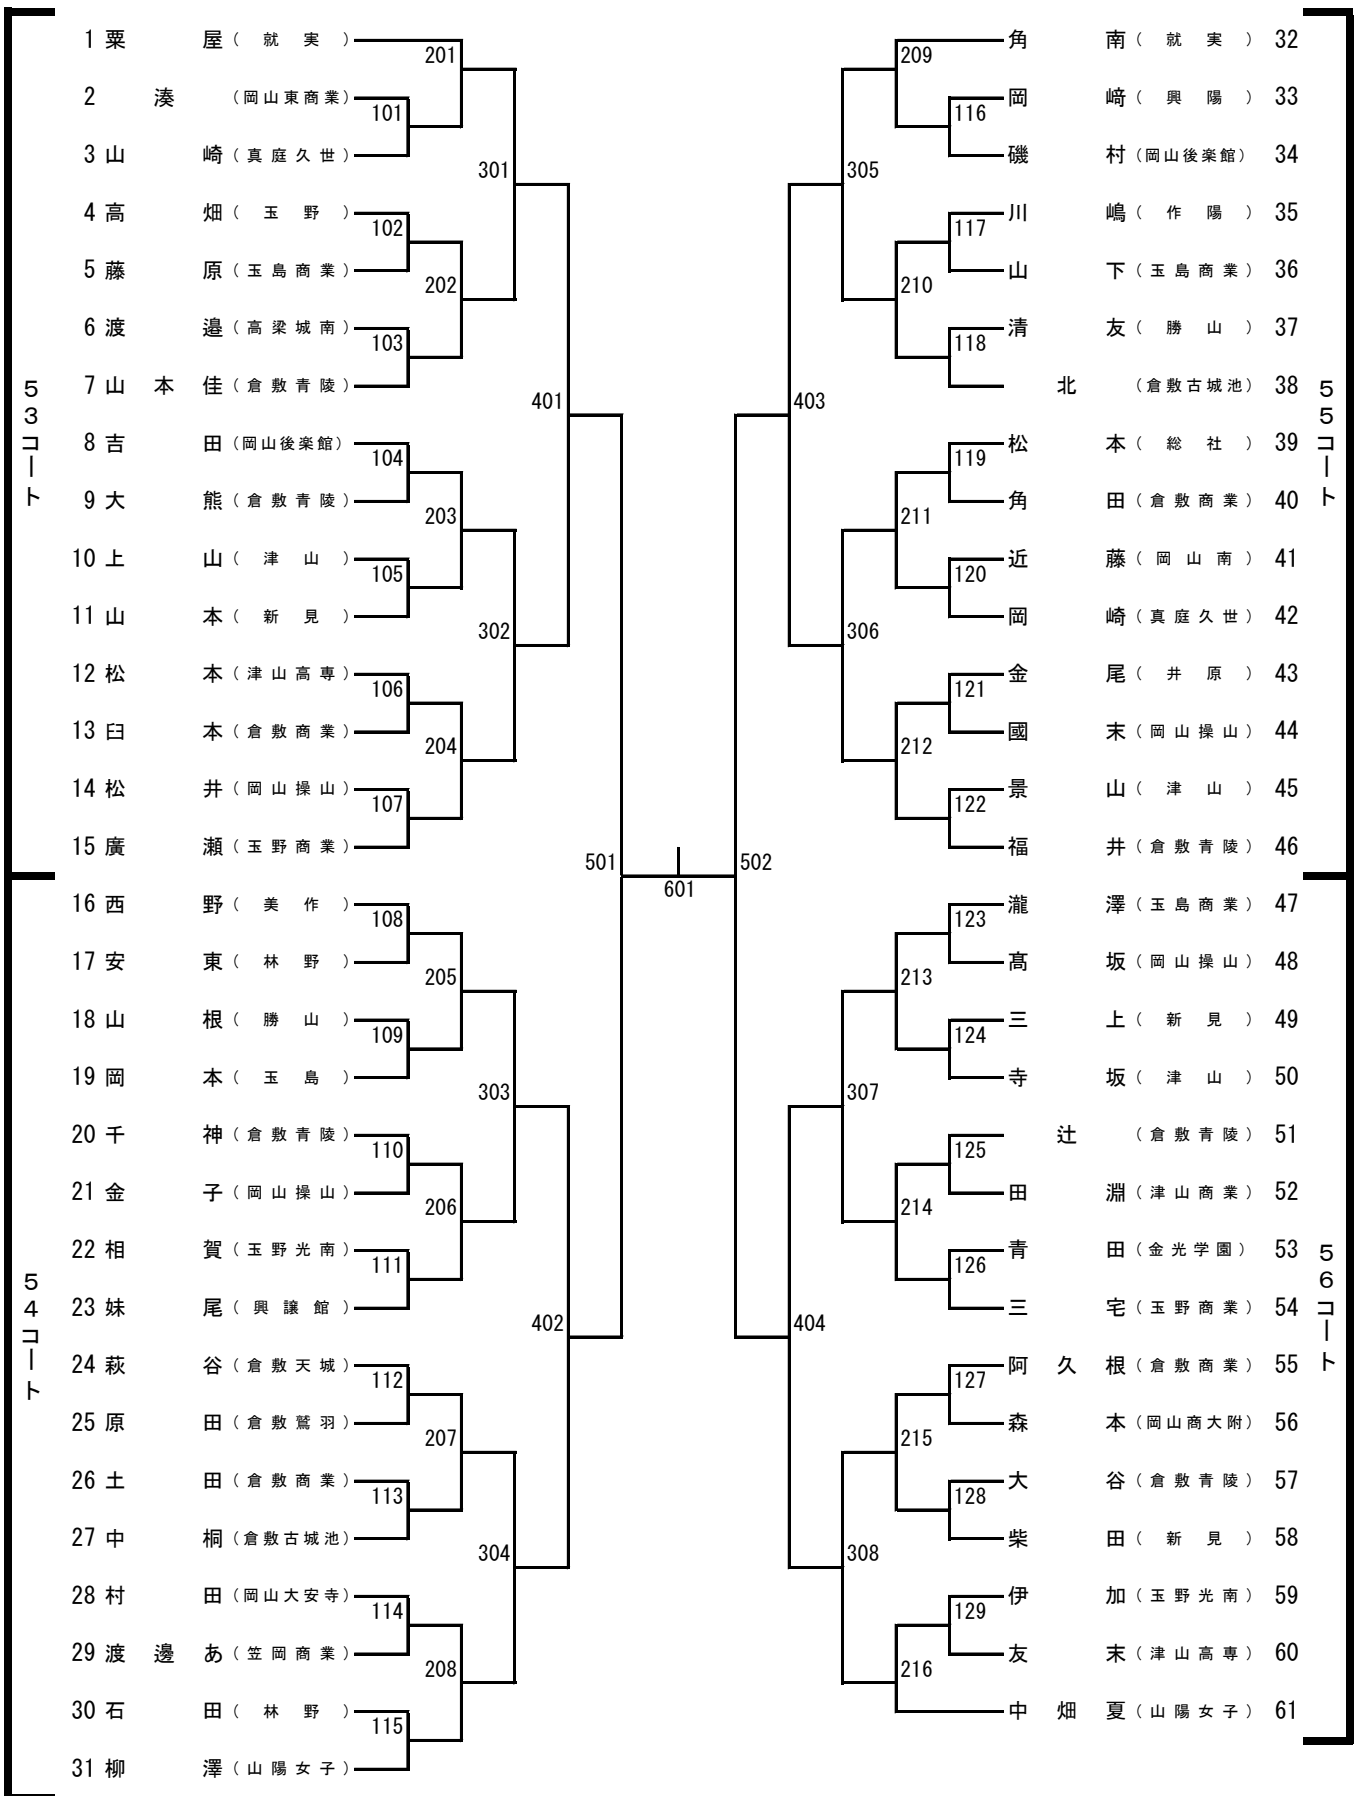 1 粟屋(就実)
2 湊(岡山東商業)
3 山崎(真庭久世)
4 高畑(玉野)
5 藤原(玉島商業)
6 渡邉(高梁城南)
7 山本佳(倉敷青陵)
8 吉田(岡山後楽館)
9 大熊(倉敷青陵)
10 上山(津山)
11 山本(新見)
12 松本(津山高専)
13 臼本(倉敷商業)
14 松井(岡山操山)
15 廣瀬(玉野商業)
16 西野(美作)
17 安東(林野)
18 山根(勝山)
19 岡本(玉島)
20 千神(倉敷青陵)
21 金子(岡山操山)
22 相賀(玉野光南)
23 妹尾(興譲館)
24 萩谷(倉敷天城)
25 原田(倉敷鷲羽)
26 土田(倉敷商業)
27 中桐(倉敷古城池)
28 村田(岡山大安寺)
29 渡邊あ(笠岡商業)
30 石田(林野)
31 柳澤(山陽女子)
53コート
54コート
101
102
103
104
105
106
107
108
109
110
111
112
113
114
115
201
202
203
204
205
206
207
208
301
302
303
304
401
402
501
601
502
403
404
305
306
307
308
209
210
211
212
213
214
215
216
116
117
118
119
120
121
122
123
124
125
126
127
128
129
角南(就実) 32
岡﨑(興陽) 33
磯村(岡山後楽館) 34
川嶋(作陽) 35
山下(玉島商業) 36
清友(勝山) 37
北(倉敷古城池) 38
松本(総社) 39
角田(倉敷商業) 40
近藤(岡山南) 41
岡崎(真庭久世) 42
金尾(井原) 43
國末(岡山操山) 44
景山(津山) 45
福井(倉敷青陵) 46
瀧澤(玉島商業) 47
髙坂(岡山操山) 48
三上(新見) 49
寺坂(津山) 50
辻(倉敷青陵) 51
田淵(津山商業) 52
青田(金光学園) 53
三宅(玉野商業) 54
阿久根(倉敷商業) 55
森本(岡山商大附) 56
大谷(倉敷青陵) 57
柴田(新見) 58
伊加(玉野光南) 59
友末(津山高専) 60
中畑夏(山陽女子) 61
55コート
56コート